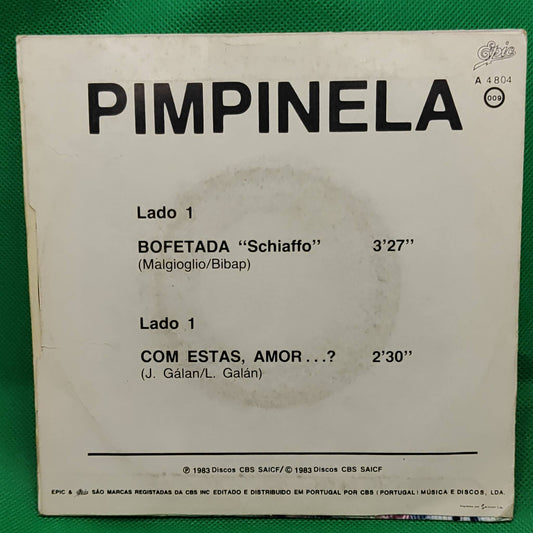 Epic
A 4804
009
PIMPINELA
Lado 1
BOFETADA “Schiaffo” 3’27’’
(Malgioglio/Bibap)
Lado 1
COM ESTAS, AMOR...? 2’30’’
(J. Gálan/L. Galán)
Ⓟ 1983 Discos CBS SAICF/ © 1983 Discos CBS SAICF
EPIC & Epic SÃO MARCAS REGISTADAS DA CBS INC EDITADO E DISTRIBUIDO EM PORTUGAL POR CBS (PORTUGAL) MÚSICA E DISCOS, LDA.